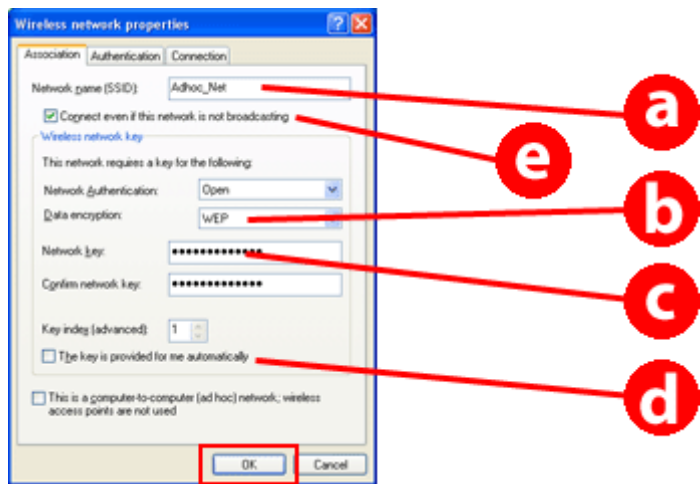 Wireless network properties
Association Authentication Connection
Network name (SSID): Adhoc_Net
a
Connect even if this network is not broadcasting
e
Wireless network key
This network requires a key for the following:
Network Authentication: Open
Data encryption: WEP
b
Network key: •••••••••••••
c
Confirm network key: •••••••••••••
Key index (advanced): 1
The key is provided for me automatically
d
This is a computer-to-computer (ad hoc) network; wireless
access points are not used
OK Cancel